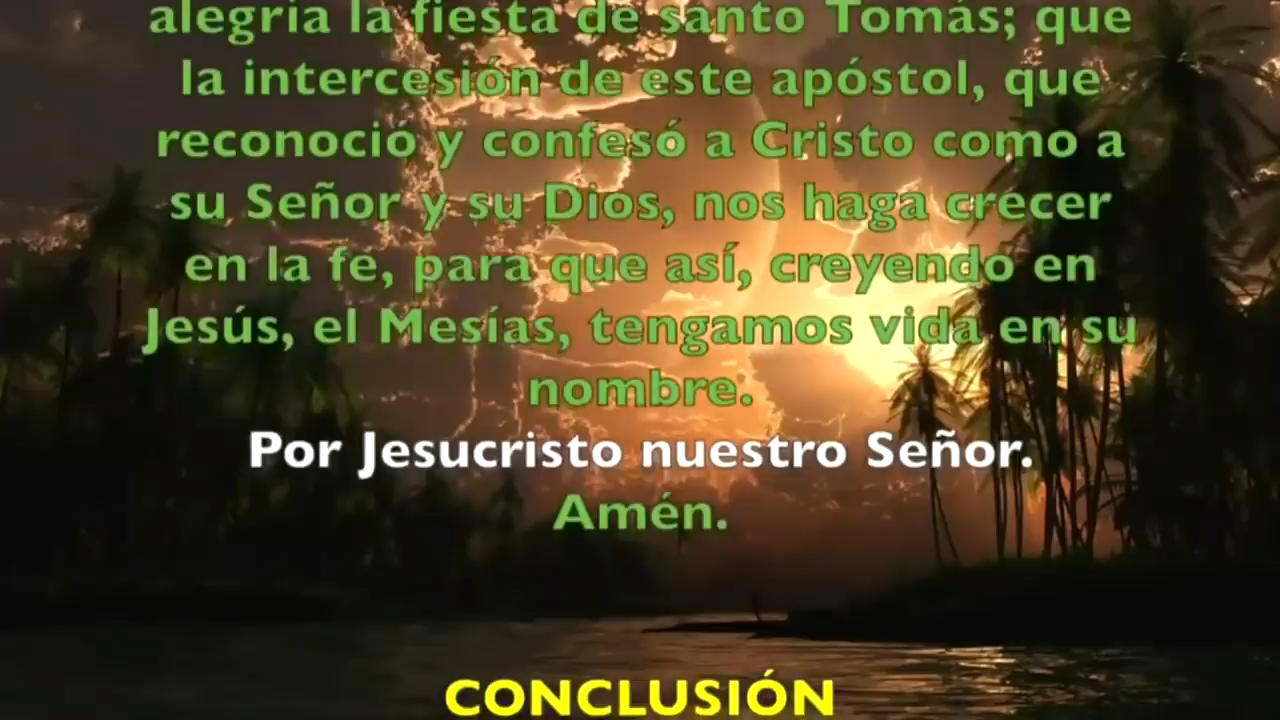 alegría la fiesta de santo Tomás; que
la intercesión de este apóstol, que
reconoció y confesó a Cristo como a
su Señor y su Dios, nos haga crecer
en la fe, para que así, creyendo en
Jesús, el Mesías, tengamos vida en su
nombre.
Por Jesucristo nuestro Señor.
Amén.
CONCLUSIÓN